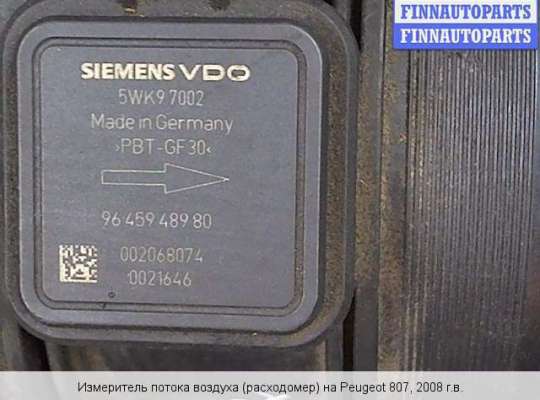 FINNAUTOPARTS
FINNAUTOPARTS
SIEMENS VDO
5WK9 7002
Made in Germany
›PBT-GF30‹
96 459 489 80
002068074
0021646
Измеритель потока воздуха (расходомер) на Peugeot 807, 2008 г.в.